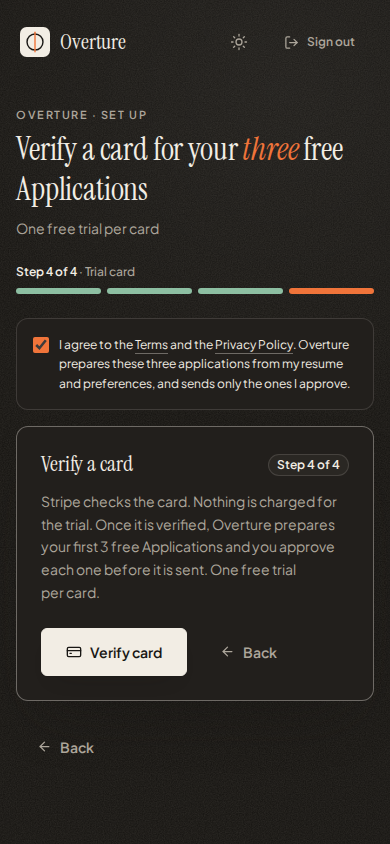 Overture
Sign out
OVERTURE · SET UP
Verify a card for your three free
Applications
One free trial per card
Step 4 of 4 · Trial card
I agree to the Terms and the Privacy Policy. Overture
prepares these three applications from my resume
and preferences, and sends only the ones I approve.
Verify a card
Step 4 of 4
Stripe checks the card. Nothing is charged for
the trial. Once it is verified, Overture prepares
your first 3 free Applications and you approve
each one before it is sent. One free trial
per card.
Verify card
Back
Back